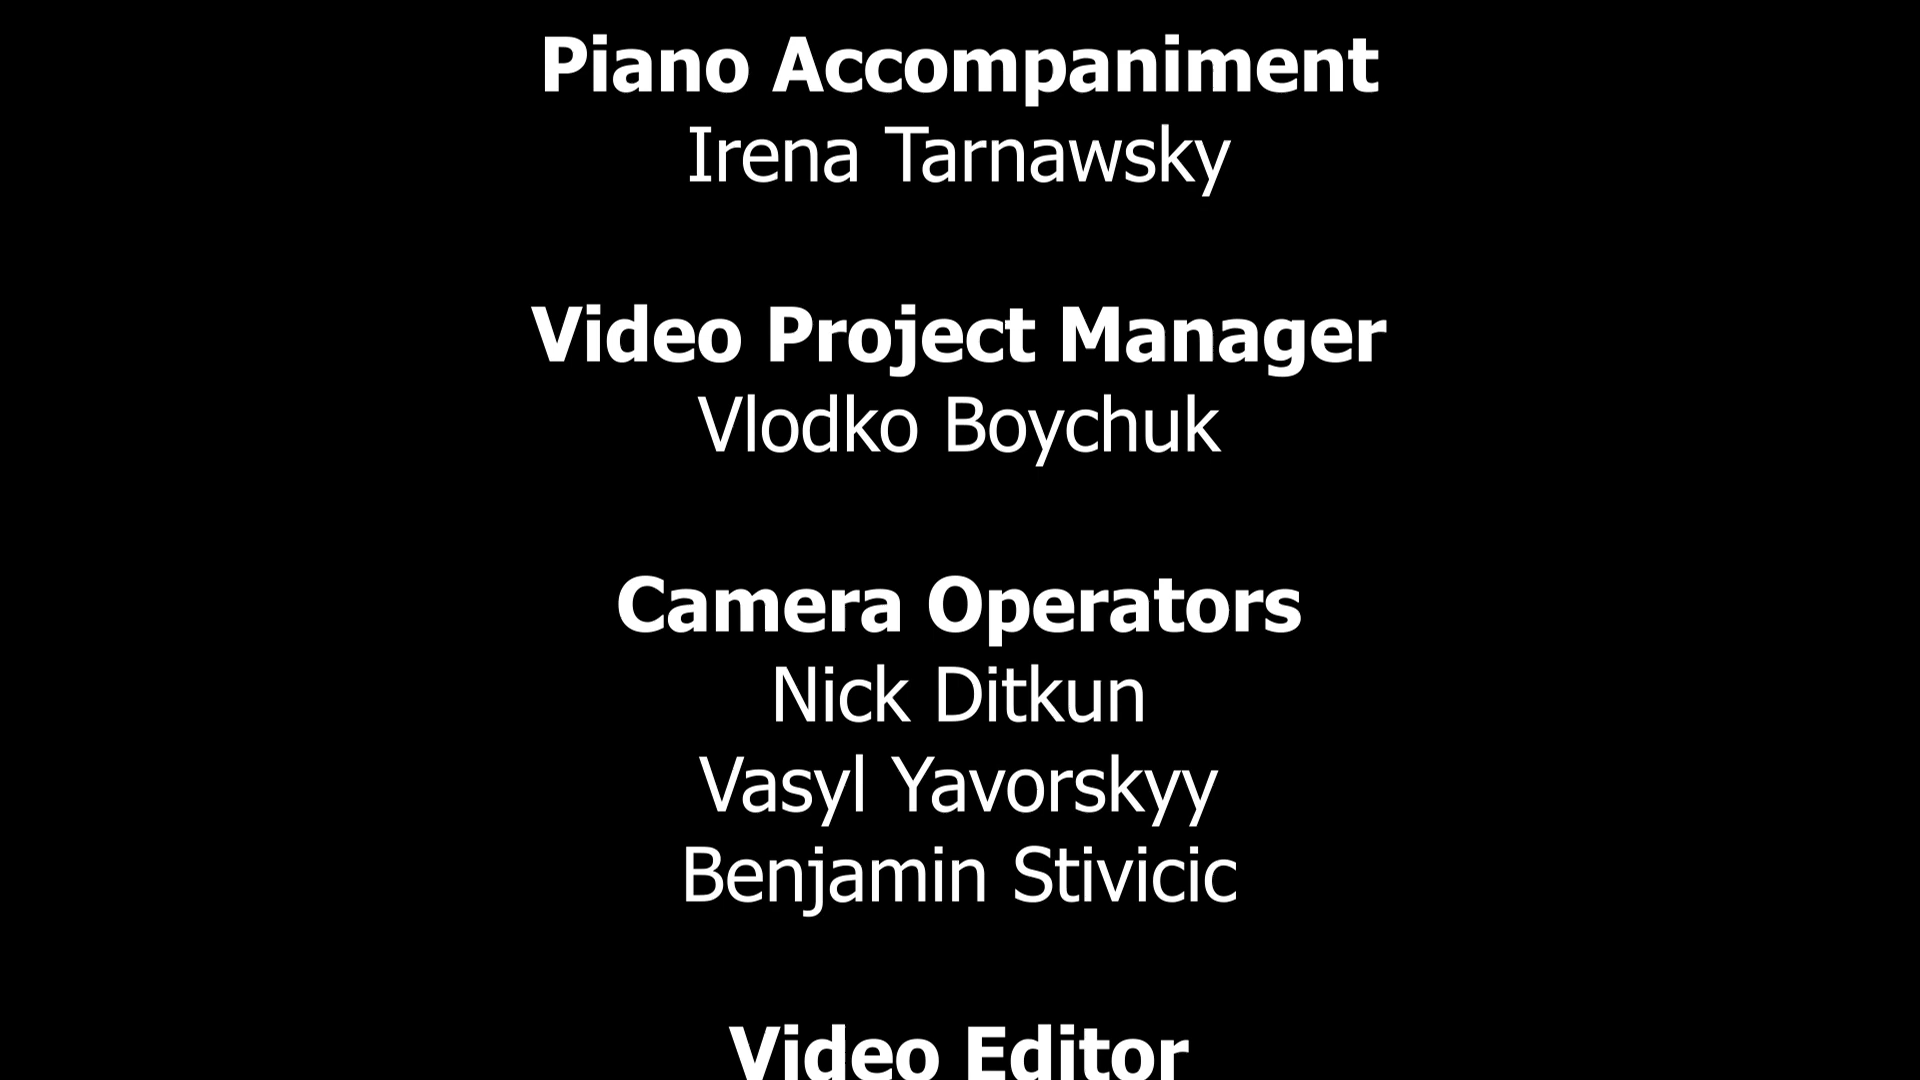 Piano Accompaniment
Irena Tarnawsky
Video Project Manager
Vlodko Boychuk
Camera Operators
Nick Ditkun
Vasyl Yavorskyy
Benjamin Stivicic
Video Editor